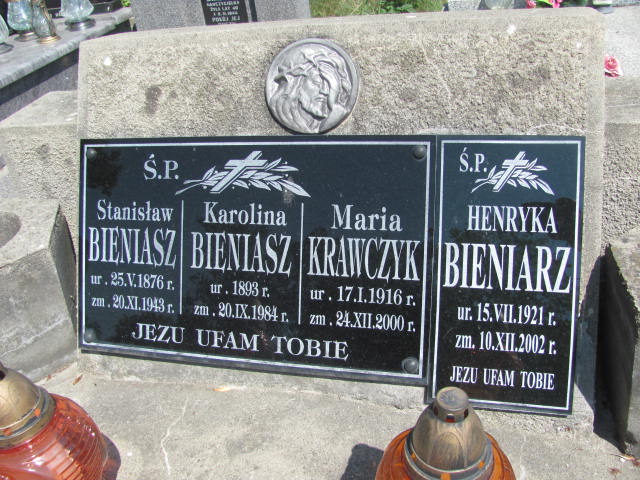 POKÓJ JEJ
Ś.P.
Stanisław
BIENIASZ
ur. 25.V.1876 r.
zm. 20.XI.1943 r.
Karolina
BIENIASZ
ur. 1893 r.
zm. 20.IX.1984 r.
Maria
KRAWCZYK
ur. 17.I.1916 r.
zm. 24.XII.2000 r.
JEZU UFAM TOBIE
Ś.P.
HENRYKA
BIENIARZ
ur. 15.VII.1921 r.
zm. 10.XII.2002 r.
JEZU UFAM TOBIE